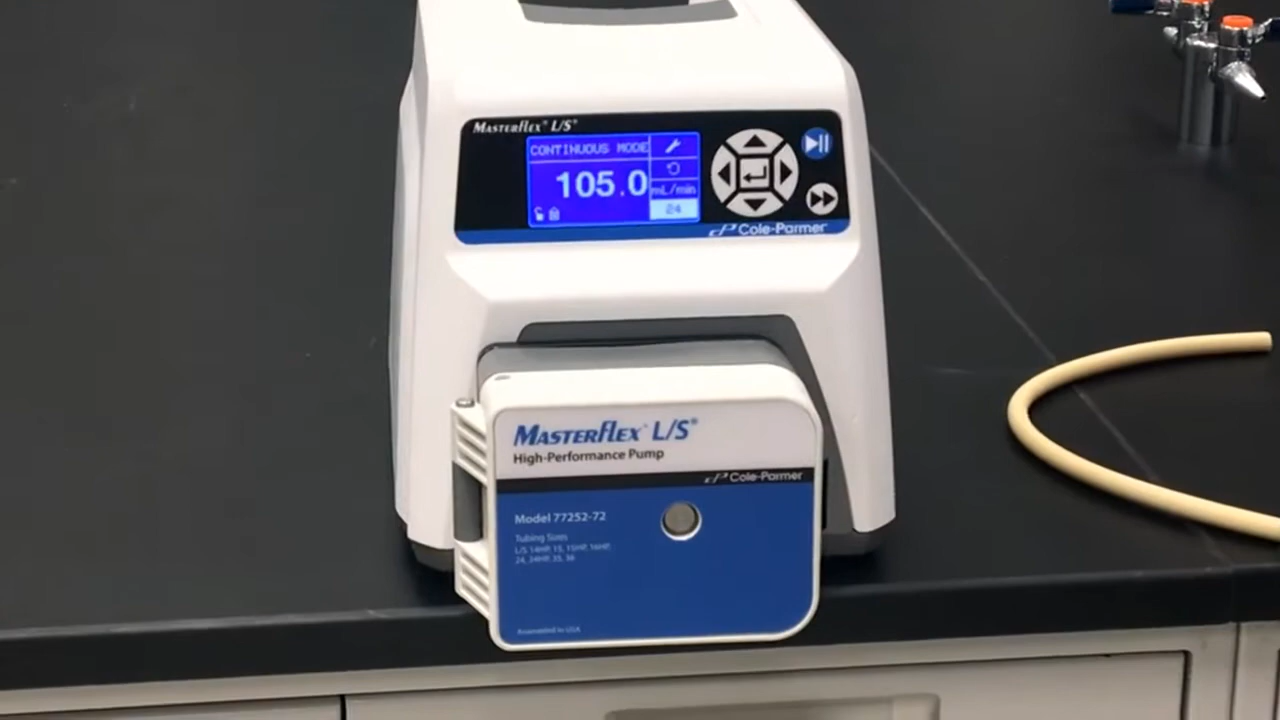 MASTERFLEX® L/S®
CONTINUOUS MODE
105.0
mL/min
24
Cole-Parmer
MASTERFLEX® L/S®
High-Performance Pump
Cole-Parmer
Model 77252-72
Tubing Sizes
L/S 14HP, 15, 15HP, 16HP,
24, 24HP, 35, 36
Assembled in USA